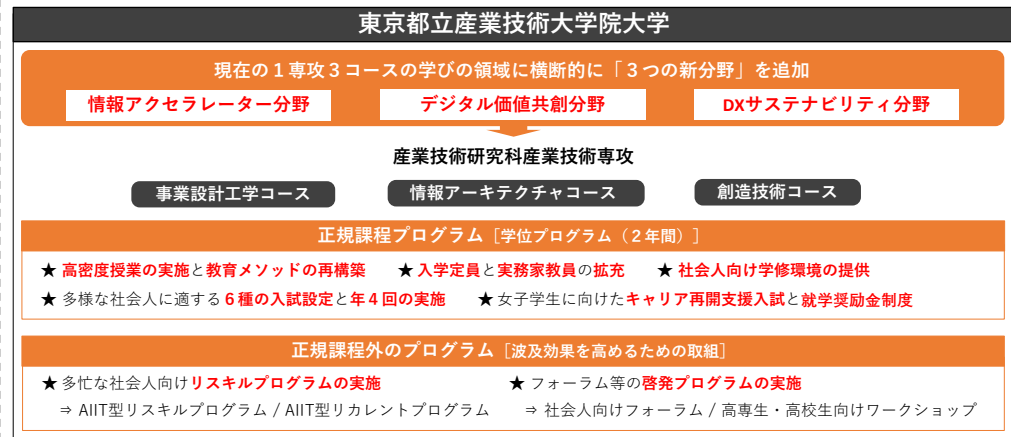 東京都立産業技術大学院大学
現在の１専攻３コースの学びの領域に横断的に「３つの新分野」を追加
情報アクセラレーター分野 デジタル価値共創分野 DXサステナビリティ分野
産業技術研究科産業技術専攻
事業設計工学コース 情報アーキテクチャコース 創造技術コース
正規課程プログラム［学位プログラム（２年間）］
★ 高密度授業の実施と教育メソッドの再構築 ★ 入学定員と実務家教員の拡充 ★ 社会人向け学修環境の提供
★ 多様な社会人に適する６種の入試設定と年４回の実施 ★ 女子学生に向けたキャリア再開支援入試と就学奨励金制度
正規課程外のプログラム［波及効果を高めるための取組］
★ 多忙な社会人向けリスキルプログラムの実施 ★ フォーラム等の啓発プログラムの実施
⇒ AIIT型リスキルプログラム / AIIT型リカレントプログラム ⇒ 社会人向けフォーラム / 高専生・高校生向けワークショップ